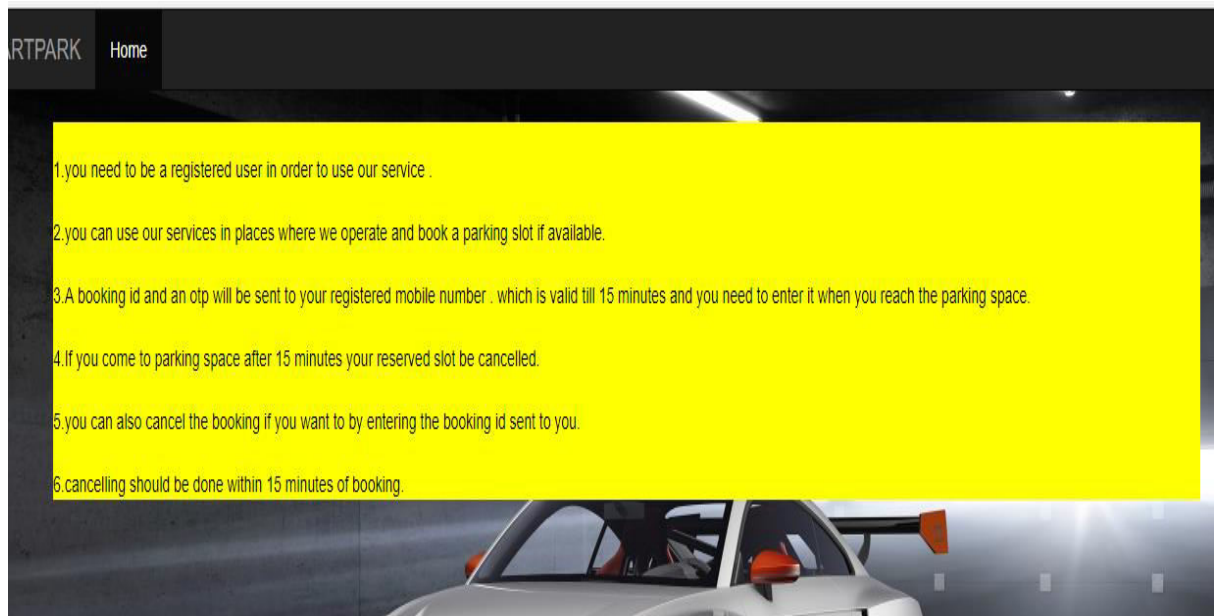 ARTPARK Home
1.you need to be a registered user in order to use our service .
2.you can use our services in places where we operate and book a parking slot if available.
3.A booking id and an otp will be sent to your registered mobile number . which is valid till 15 minutes and you need to enter it when you reach the parking space.
4.If you come to parking space after 15 minutes your reserved slot be cancelled.
5.you can also cancel the booking if you want to by entering the booking id sent to you.
6.cancelling should be done within 15 minutes of booking.